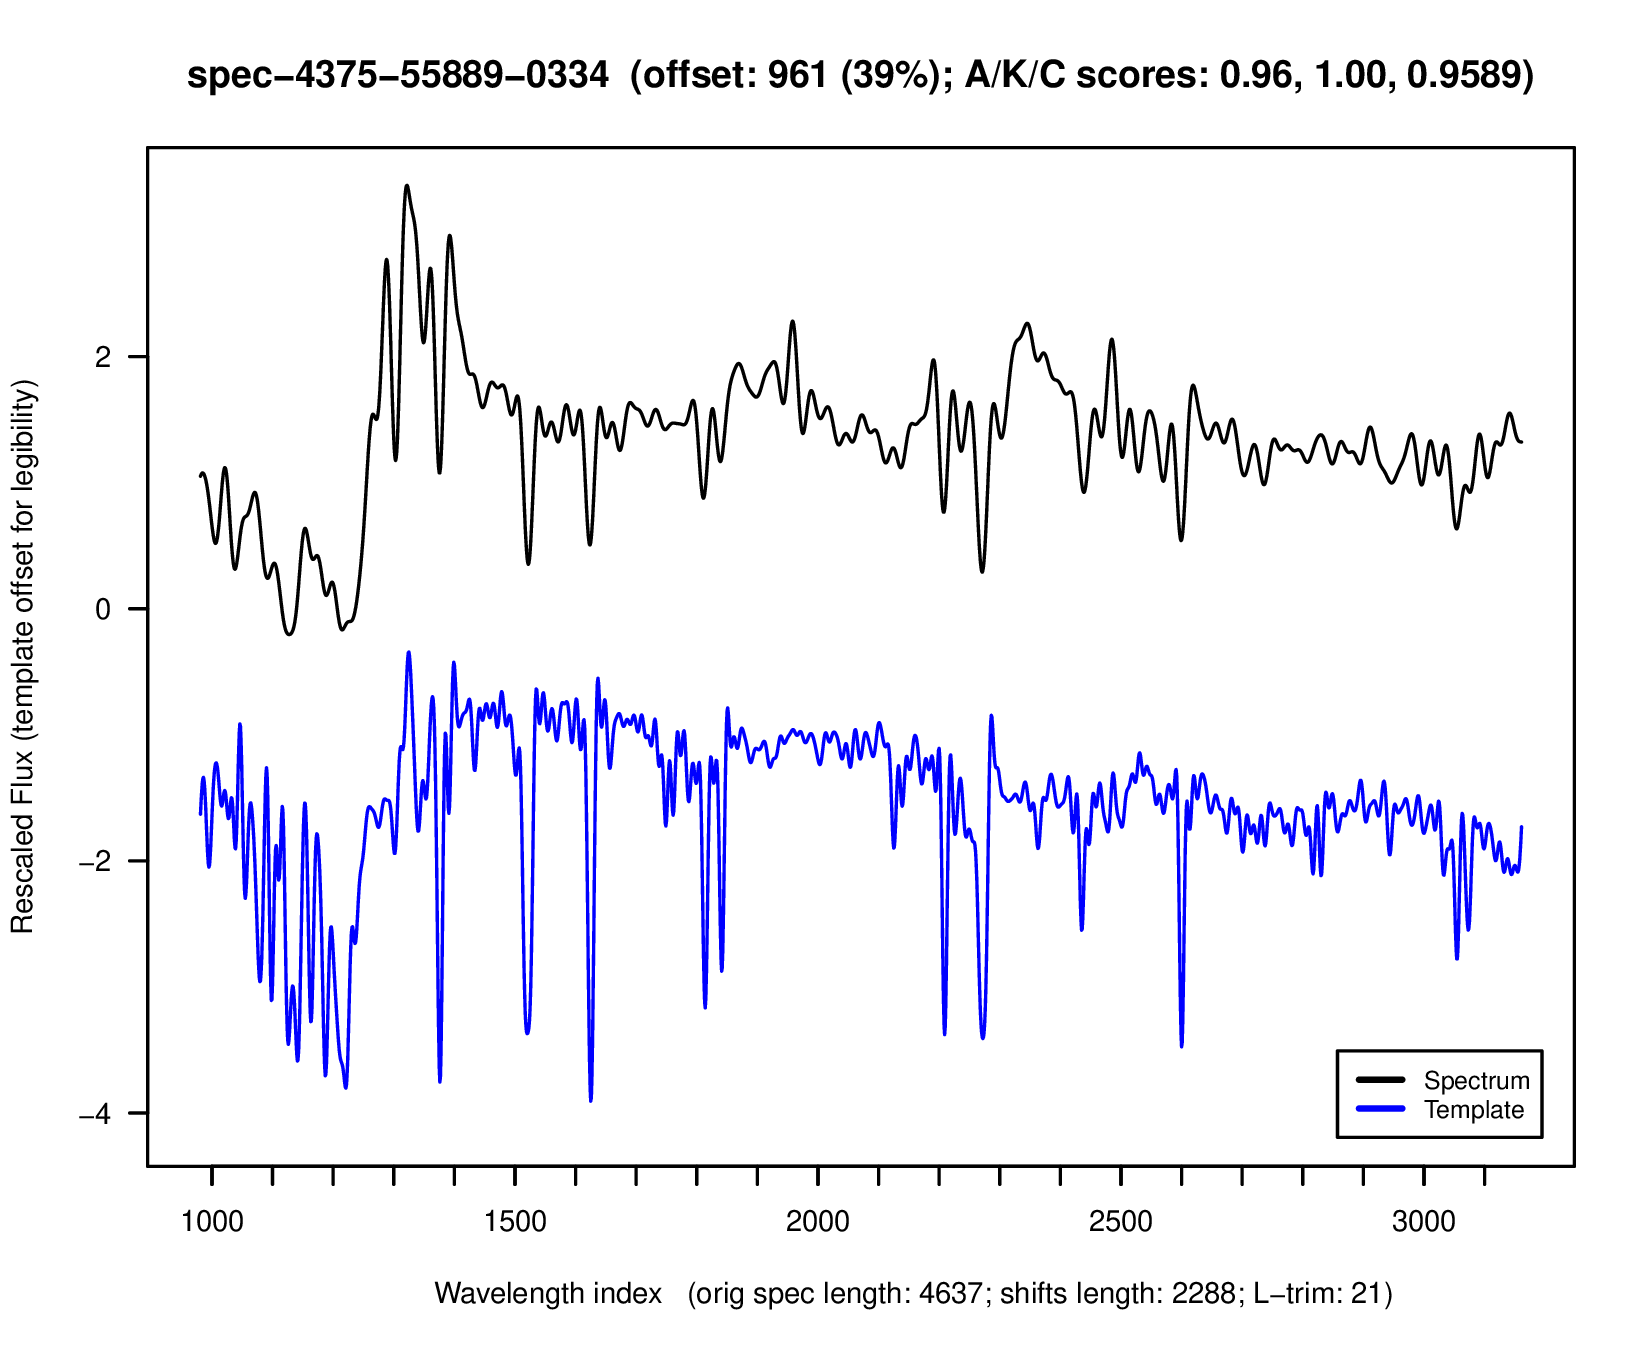 spec−4375−55889−0334 (offset: 961 (39%); A/K/C scores: 0.96, 1.00, 0.9589)
Rescaled Flux (template offset for legibility)
2
0
−2
−4
Spectrum
Template
1000 1500 2000 2500 3000
Wavelength index (orig spec length: 4637; shifts length: 2288; L−trim: 21)